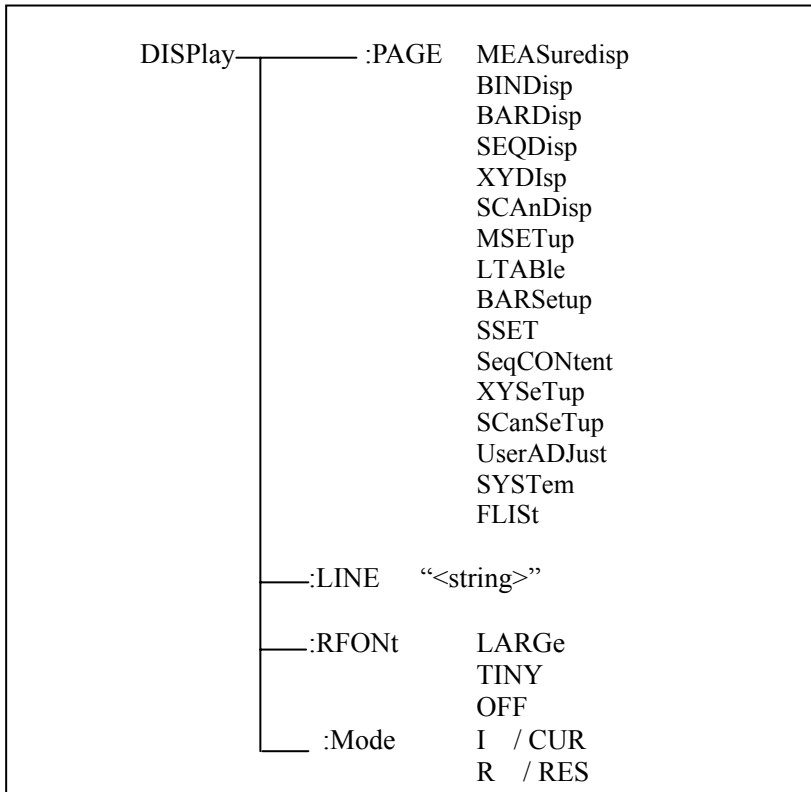 DISPlay :PAGE MEASuredisp
BINDisp
BARDisp
SEQDisp
XYDIsp
SCAnDisp
MSETup
LTABle
BARSetup
SSET
SeqCONtent
XYSeTup
SCanSeTup
UserADJust
SYSTem
FLISt
:LINE “<string>”
:RFONt LARGe
TINY
OFF
:Mode I / CUR
R / RES